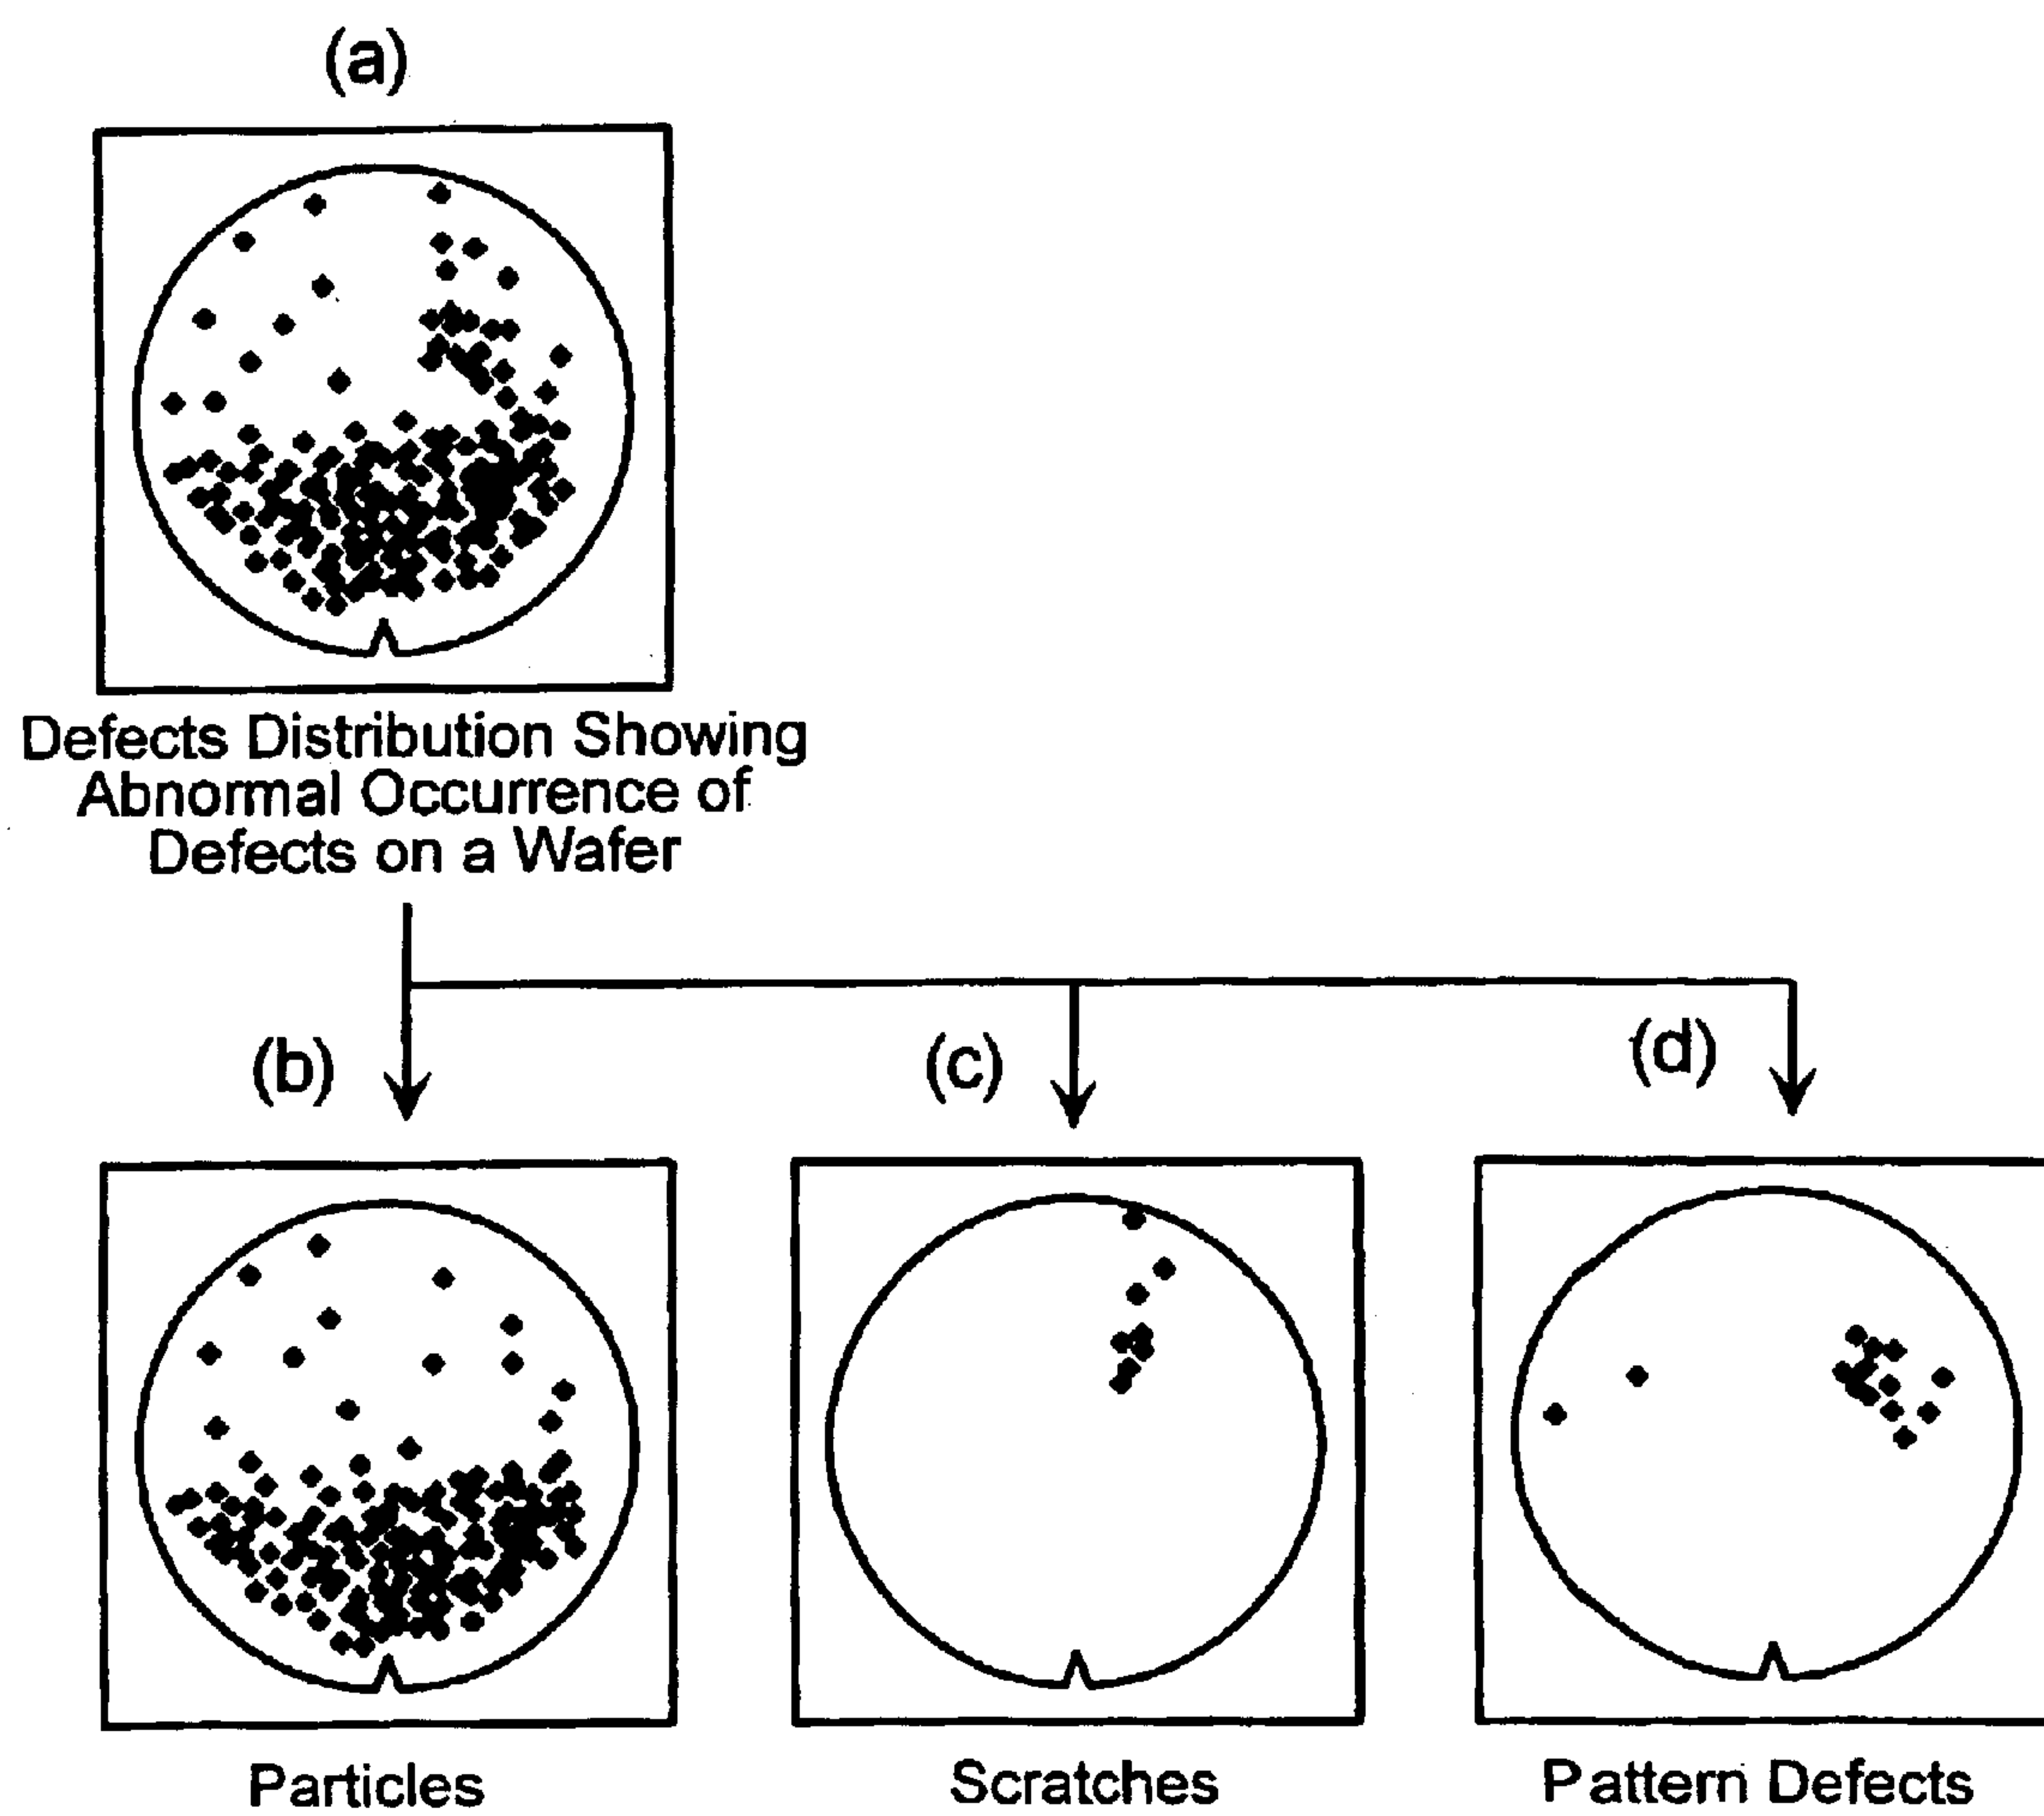 (a)
Defects Distribution Showing
Abnormal Occurrence of
Defects on a Wafer
(b)
(c)
(d)
Particles
Scratches
Pattern Defects